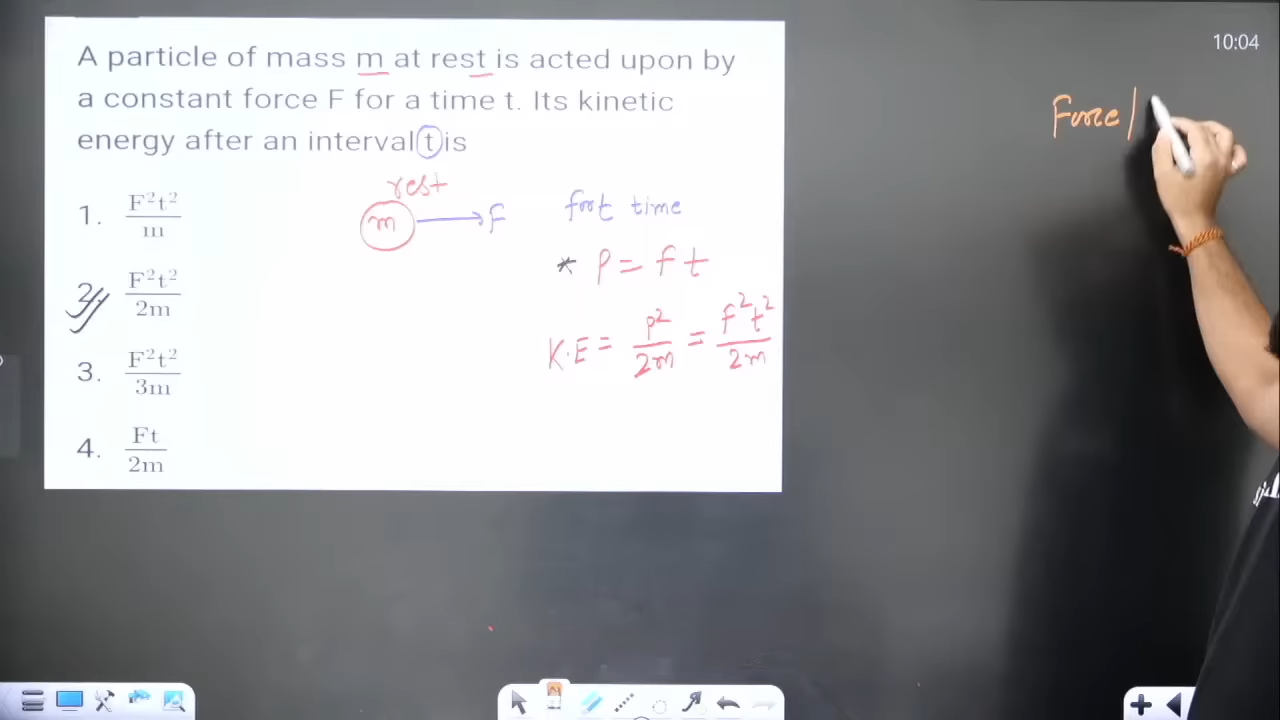 10:04
A particle of mass m at rest is acted upon by
a constant force F for a time t. Its kinetic
energy after an interval t is
1. F²t²/m
2. F²t²/2m
3. F²t²/3m
4. Ft/2m
rest
m → F
for t time
* P = f t
K.E = P²/2m = f²t²/2m
Force |